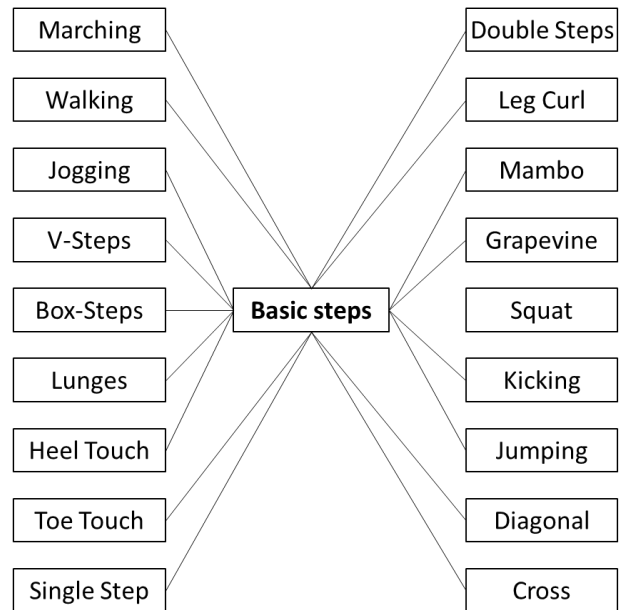 Marching
Walking
Jogging
V-Steps
Box-Steps
Lunges
Heel Touch
Toe Touch
Single Step
Basic steps
Double Steps
Leg Curl
Mambo
Grapevine
Squat
Kicking
Jumping
Diagonal
Cross